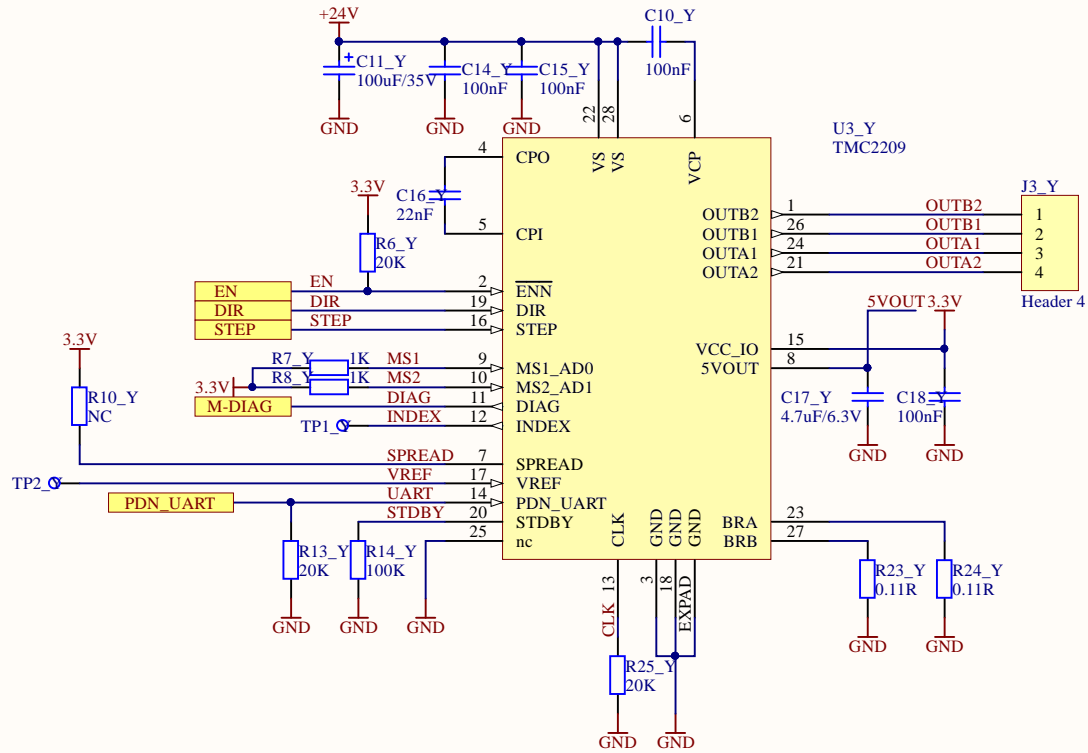 +24V
C10_Y
100nF
C11_Y
100uF/35V
C14_Y
100nF
C15_Y
100nF
GND
GND
GND
22
28
6
VS
VS
VCP
U3_Y
TMC2209
4
CPO
C16_Y
22nF
5
CPI
3.3V
R6_Y
20K
EN
EN
2
ENN
DIR
DIR
19
DIR
STEP
STEP
16
STEP
OUTB2
1
OUTB2
OUTB1
26
OUTB1
OUTA1
24
OUTA1
OUTA2
21
OUTA2
J3_Y
1
2
3
4
Header 4
3.3V
R10_Y
NC
R7_Y
1K
MS1
9
MS1_AD0
3.3V
R8_Y
1K
MS2
10
MS2_AD1
M-DIAG
DIAG
11
DIAG
TP1_Y
INDEX
12
INDEX
5VOUT
3.3V
VCC_IO
15
5VOUT
8
C17_Y
4.7uF/6.3V
C18_Y
100nF
GND
GND
SPREAD
7
SPREAD
TP2_Y
VREF
17
VREF
PDN_UART
UART
14
PDN_UART
STDBY
20
STDBY
25
nc
R13_Y
20K
R14_Y
100K
GND
GND
GND
CLK
GND
GND
GND
CLK
13
3
18
EXPAD
BRA
23
BRB
27
R23_Y
0.11R
R24_Y
0.11R
GND
GND
R25_Y
20K
GND
GND